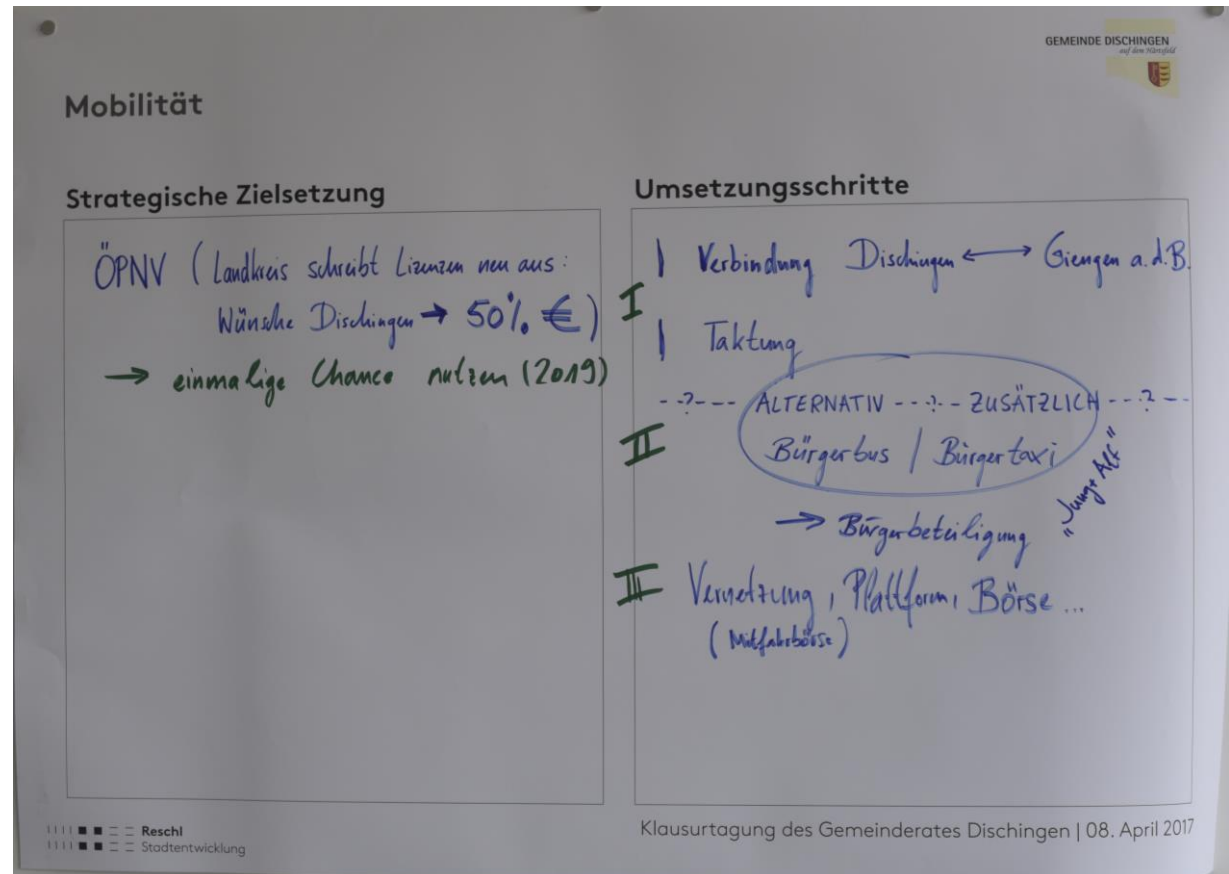 GEMEINDE DISCHINGEN
auf dem Härtsfeld
Mobilität
Strategische Zielsetzung
ÖPNV (Landkreis schreibt Lizenzen neu aus:
Wünsche Dischingen → 50% €)
→ einmalige Chance nutzen (2019)
Umsetzungsschritte
I
| Verbindung Dischingen ⟷ Giengen a.d.B.
| Taktung
--?--- ALTERNATIV --?-- ZUSÄTZLICH ---?--
II Bürgerbus / Bürgertaxi
→ Bürgerbeteiligung
"Jung + Alt"
III Vernetzung, Plattform, Börse ...
(Mitfahrbörse)
Reschl
Stadtentwicklung
Klausurtagung des Gemeinderates Dischingen | 08. April 2017